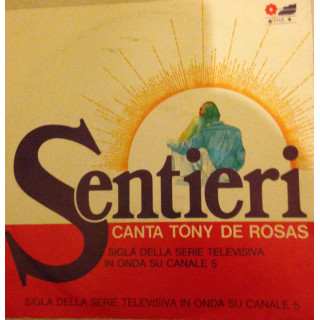 Sentieri
CANTA TONY DE ROSAS
SIGLA DELLA SERIE TELEVISIVA
IN ONDA SU CANALE 5
SIGLA DELLA SERIE TELEVISIVA IN ONDA SU CANALE 5